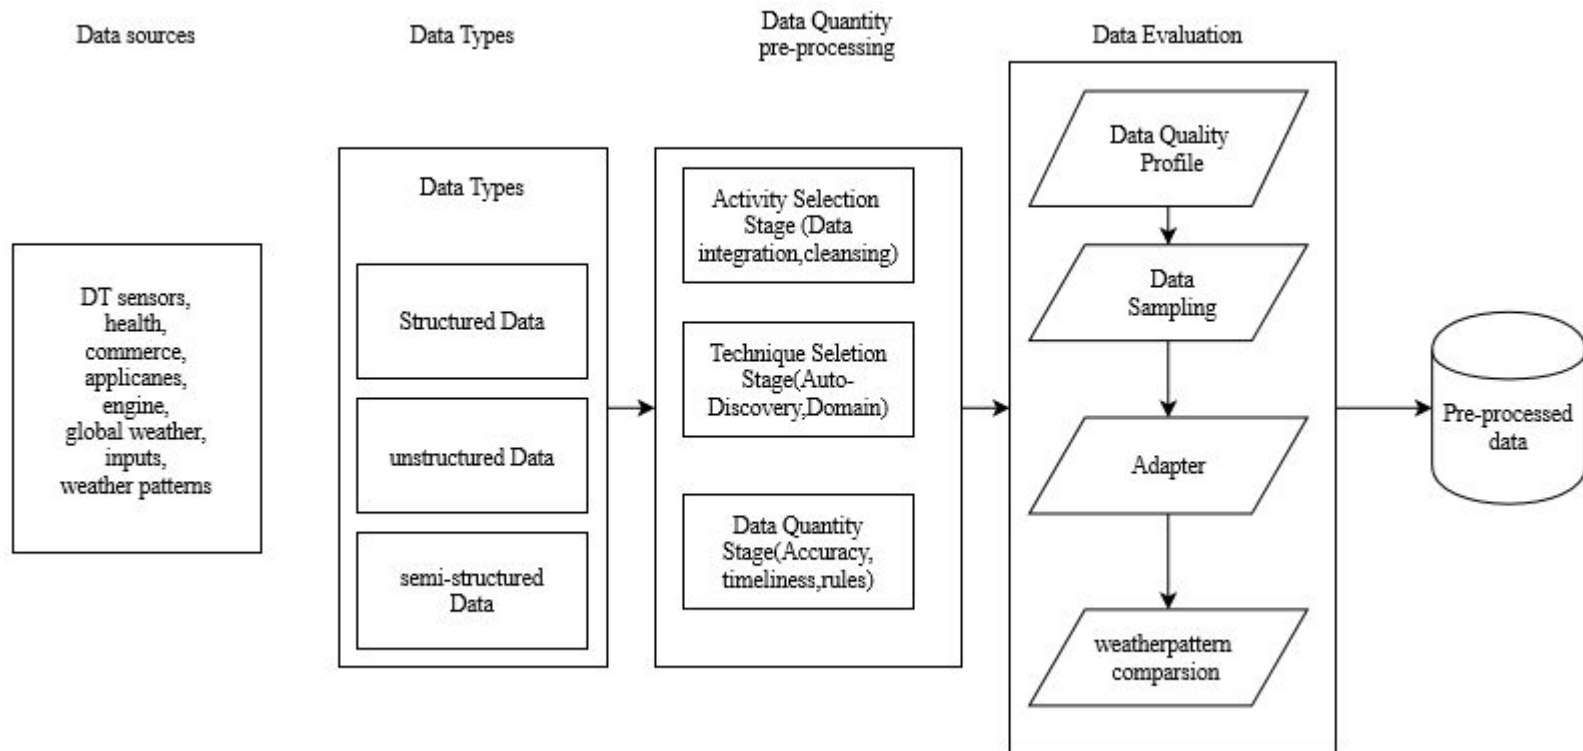 Data sources
Data Types
Data Quantity
pre-processing
Data Evaluation
DT sensors,
health,
commerce,
applicanes,
engine,
global weather,
inputs,
weather patterns
Data Types
Structured Data
unstructured Data
semi-structured
Data
Activity Selection
Stage (Data
integration,cleansing)
Technique Seletion
Stage(Auto-
Discovery,Domain)
Data Quantity
Stage(Accuracy,
timeliness,rules)
Data Quality
Profile
Data
Sampling
Adapter
weatherpattern
comparsion
Pre-processed
data